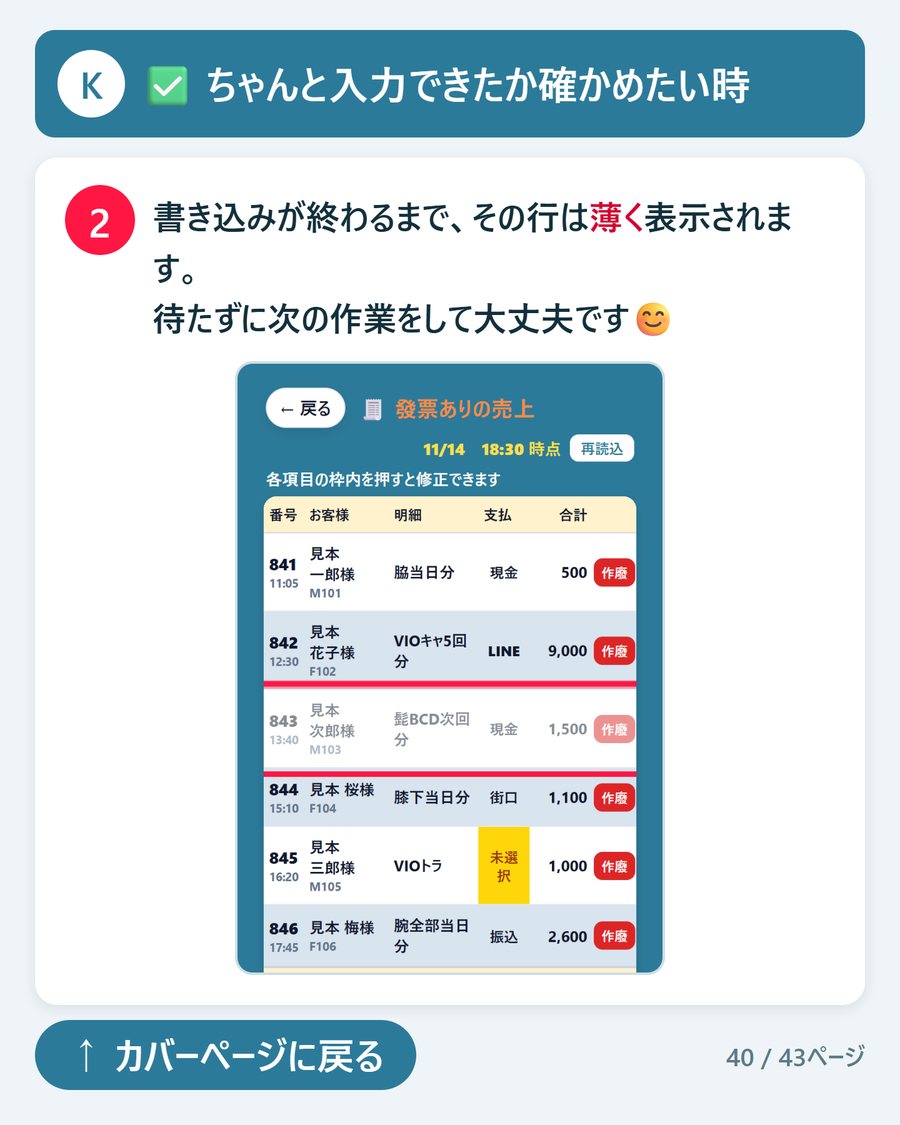 K ✅ ちゃんと入力できたか確かめたい時
2 書き込みが終わるまで、その行は薄く表示されま
す。
待たずに次の作業をして大丈夫です😊
← 戻る 🧾 發票ありの売上
11/14 18:30 時点 再読込
各項目の枠内を押すと修正できます
番号 お客様 明細 支払 合計
841 見本 脇当日分 現金 500 作廢
11:05 一郎様
M101
842 見本 VIOキャ5回 LINE 9,000 作廢
12:30 花子様 分
F102
843 見本 髭BCD次回 現金 1,500 作廢
13:40 次郎様 分
M103
844 見本 桜様 膝下当日分 街口 1,100 作廢
15:10 F104
845 見本 VIOトラ 未選 1,000 作廢
16:20 三郎様 択
M105
846 見本 梅様 腕全部当日 振込 2,600 作廢
17:45 F106 分
↑ カバーページに戻る
40 / 43ページ